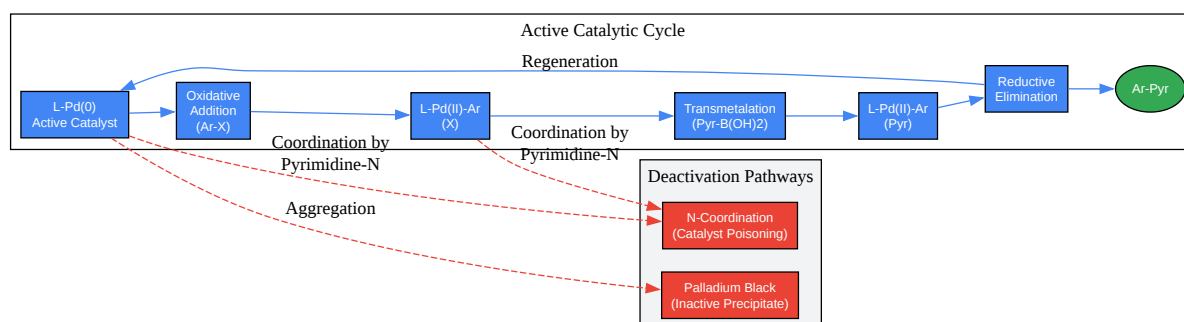 Active Catalytic Cycle
Regeneration
L-Pd(0)
Active Catalyst
Oxidative
Addition
(Ar-X)
L-Pd(II)-Ar
(X)
Transmetalation
(Pyr-B(OH)2)
L-Pd(II)-Ar
(Pyr)
Reductive
Elimination
Ar-Pyr
Coordination by
Pyrimidine-N
Coordination by
Pyrimidine-N
Aggregation
Deactivation Pathways
N-Coordination
(Catalyst Poisoning)
Palladium Black
(Inactive Precipitate)